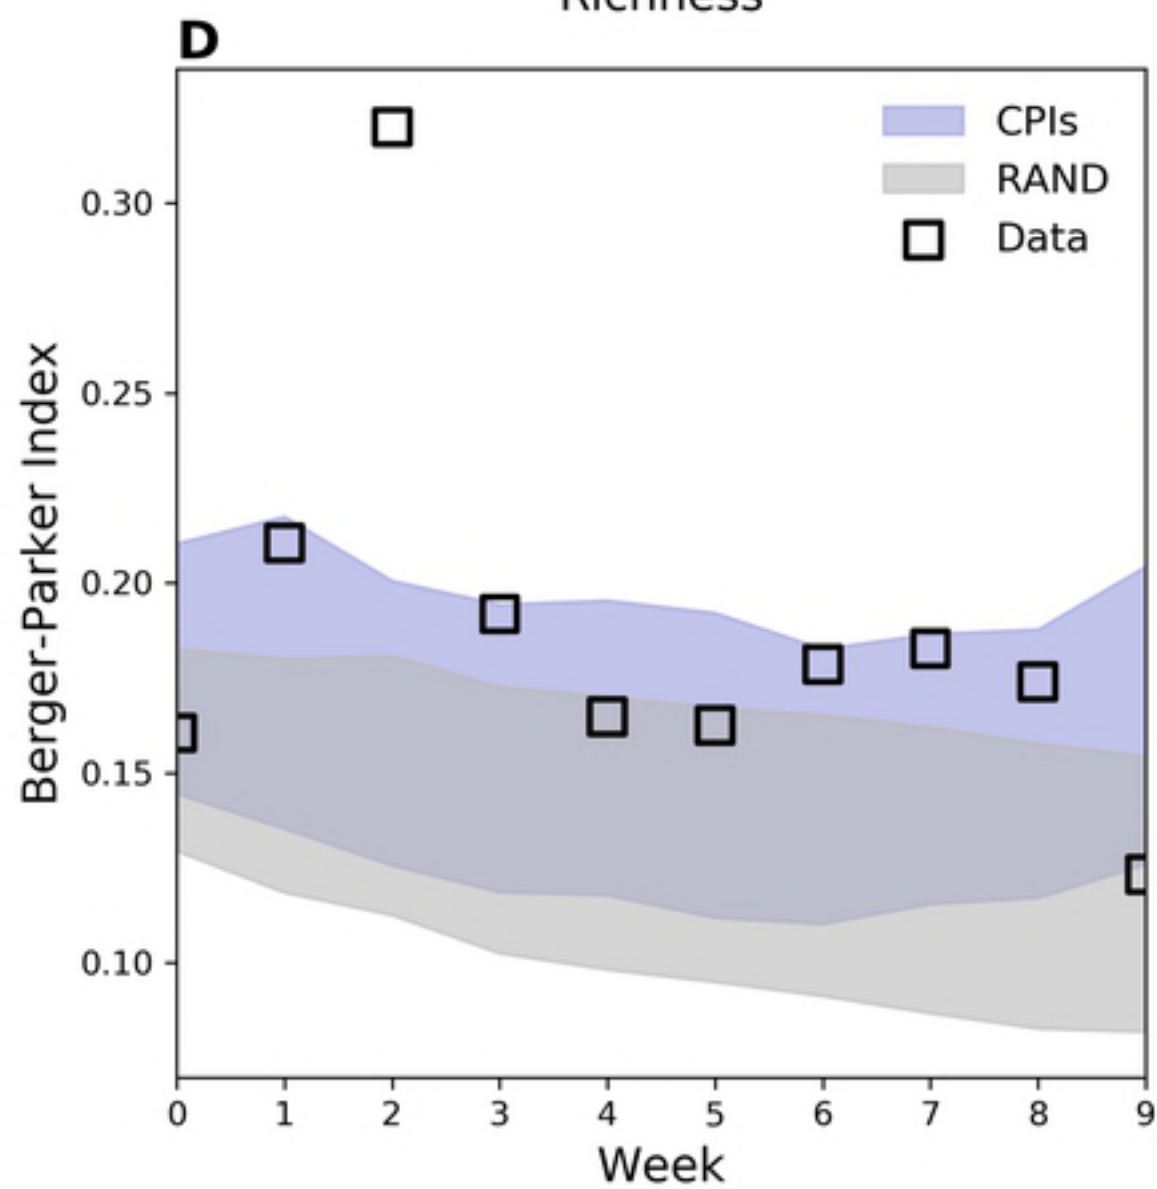 Richness
D
CPIs
RAND
Data
0.30
0.25
0.20
0.15
0.10
Berger-Parker Index
0 1 2 3 4 5 6 7 8 9
Week